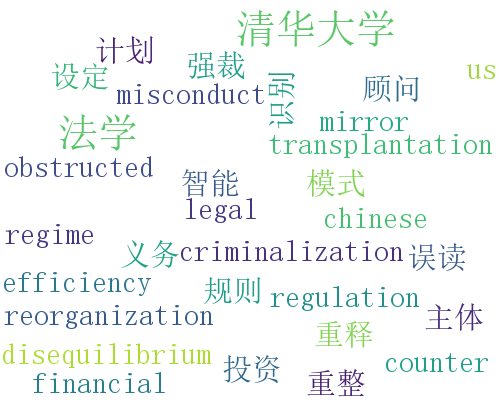 清华大学
计划 强裁
设定 识别 顾问 us
misconduct
法学 mirror
transplantation
obstructed 智能 模式
legal chinese
regime
义务 criminalization 误读
efficiency 规则 regulation
reorganization 主体
重释
disequilibrium 投资 counter
financial 重整